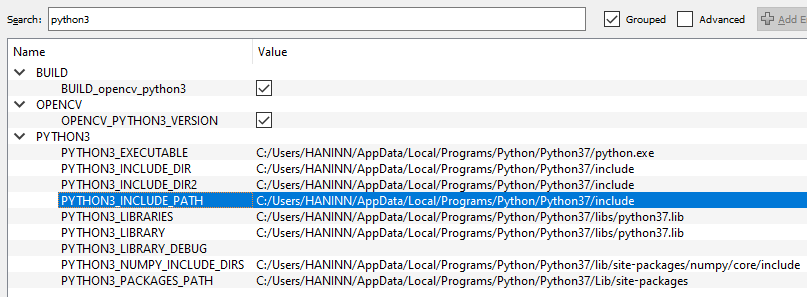 Search: python3 Grouped Advanced Add E
Name Value
BUILD
BUILD_opencv_python3
OPENCV
OPENCV_PYTHON3_VERSION
PYTHON3
PYTHON3_EXECUTABLE C:/Users/HANINN/AppData/Local/Programs/Python/Python37/python.exe
PYTHON3_INCLUDE_DIR C:/Users/HANINN/AppData/Local/Programs/Python/Python37/include
PYTHON3_INCLUDE_DIR2 C:/Users/HANINN/AppData/Local/Programs/Python/Python37/include
PYTHON3_INCLUDE_PATH C:/Users/HANINN/AppData/Local/Programs/Python/Python37/include
PYTHON3_LIBRARIES C:/Users/HANINN/AppData/Local/Programs/Python/Python37/libs/python37.lib
PYTHON3_LIBRARY C:/Users/HANINN/AppData/Local/Programs/Python/Python37/libs/python37.lib
PYTHON3_LIBRARY_DEBUG
PYTHON3_NUMPY_INCLUDE_DIRS C:/Users/HANINN/AppData/Local/Programs/Python/Python37/lib/site-packages/numpy/core/include
PYTHON3_PACKAGES_PATH C:/Users/HANINN/AppData/Local/Programs/Python/Python37/Lib/site-packages